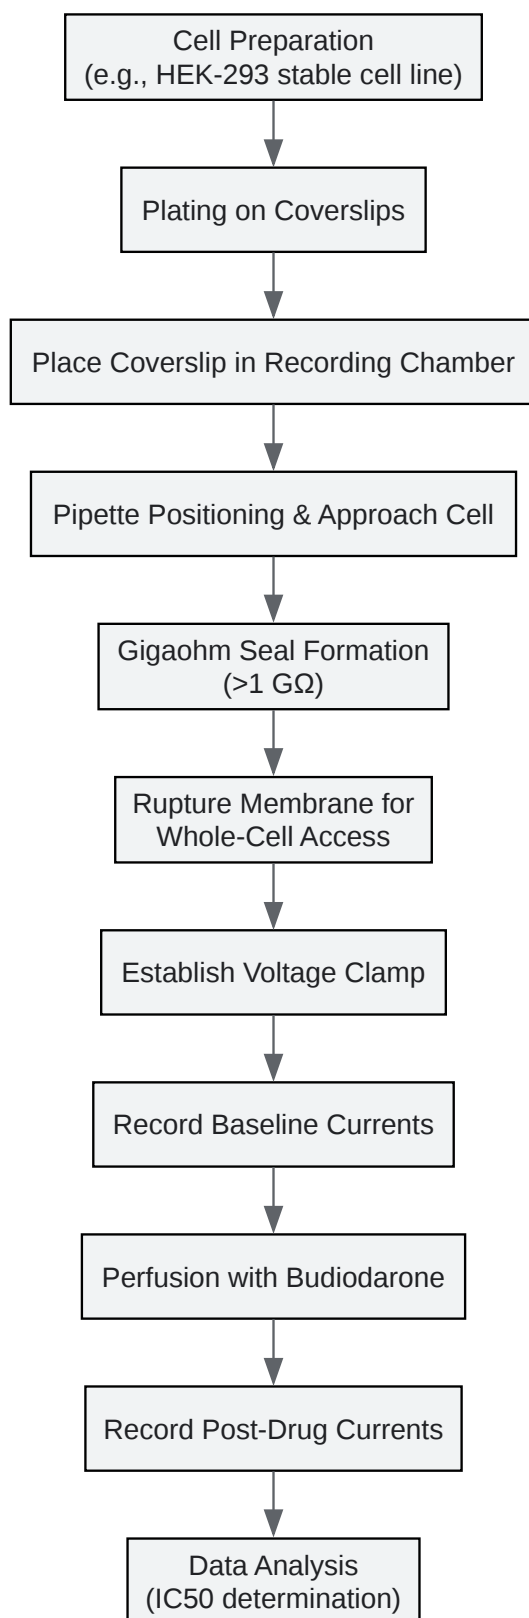 Cell Preparation
(e.g., HEK-293 stable cell line)
Plating on Coverslips
Place Coverslip in Recording Chamber
Pipette Positioning & Approach Cell
Gigaohm Seal Formation
(>1 GΩ)
Rupture Membrane for
Whole-Cell Access
Establish Voltage Clamp
Record Baseline Currents
Perfusion with Budiodarone
Record Post-Drug Currents
Data Analysis
(IC50 determination)